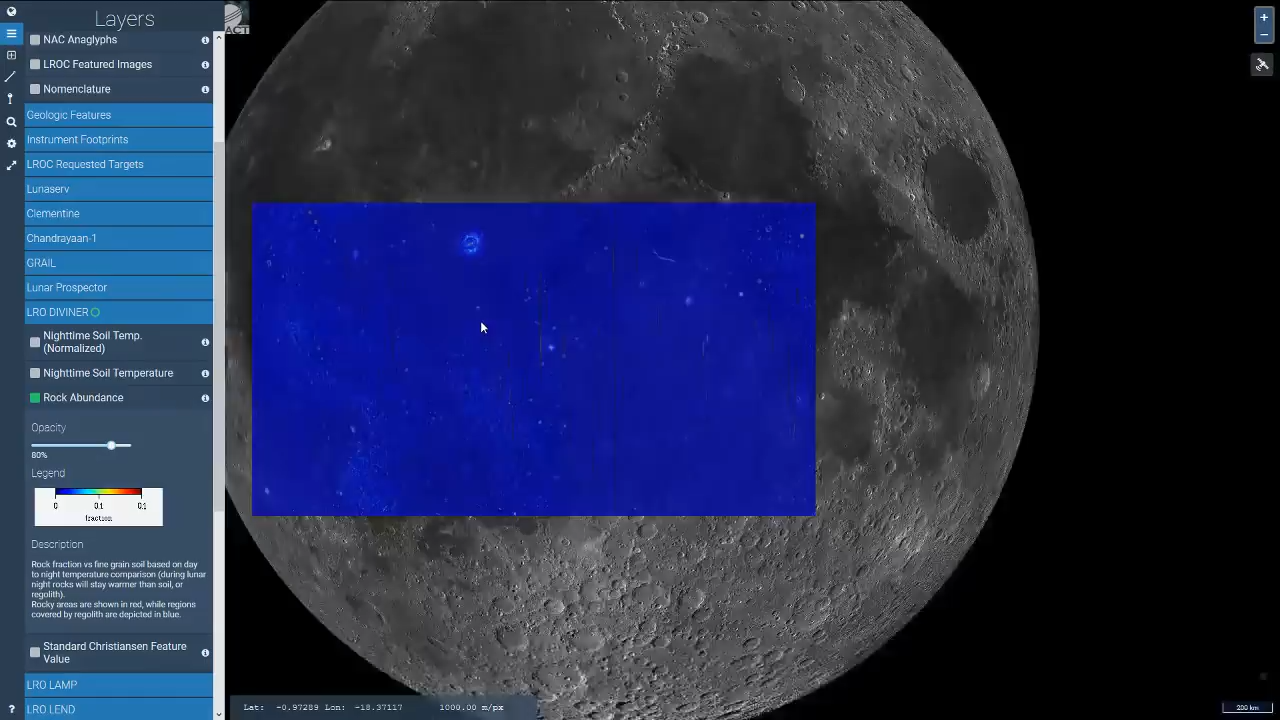 Layers
ACT
NAC Anaglyphs
LROC Featured Images
Nomenclature
Geologic Features
Instrument Footprints
LROC Requested Targets
Lunaserv
Clementine
Chandrayaan-1
GRAIL
Lunar Prospector
LRO DIVINER
Nighttime Soil Temp.
(Normalized)
Nighttime Soil Temperature
Rock Abundance
Opacity
80%
Legend
0 0.1 0.1
fraction
Description
Rock fraction vs fine grain soil based on day
to night temperature comparison (during lunar
night rocks will stay warmer than soil, or
regolith).
Rocky areas are shown in red, while regions
covered by regolith are depicted in blue.
Standard Christiansen Feature
Value
LRO LAMP
LRO LEND
Lat: -0.97289 Lon: -18.37117 1000.00 m/px
200 km